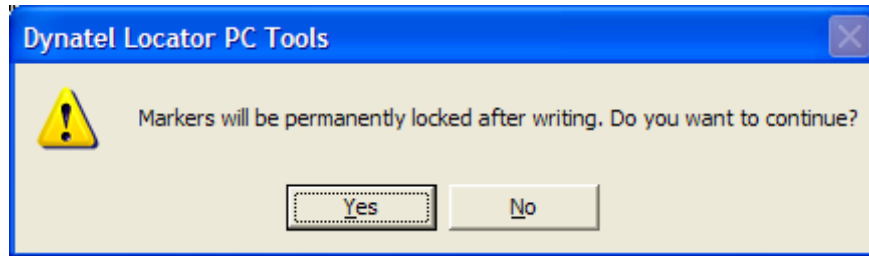 Dynatel Locator PC Tools
Markers will be permanently locked after writing. Do you want to continue?
Yes No